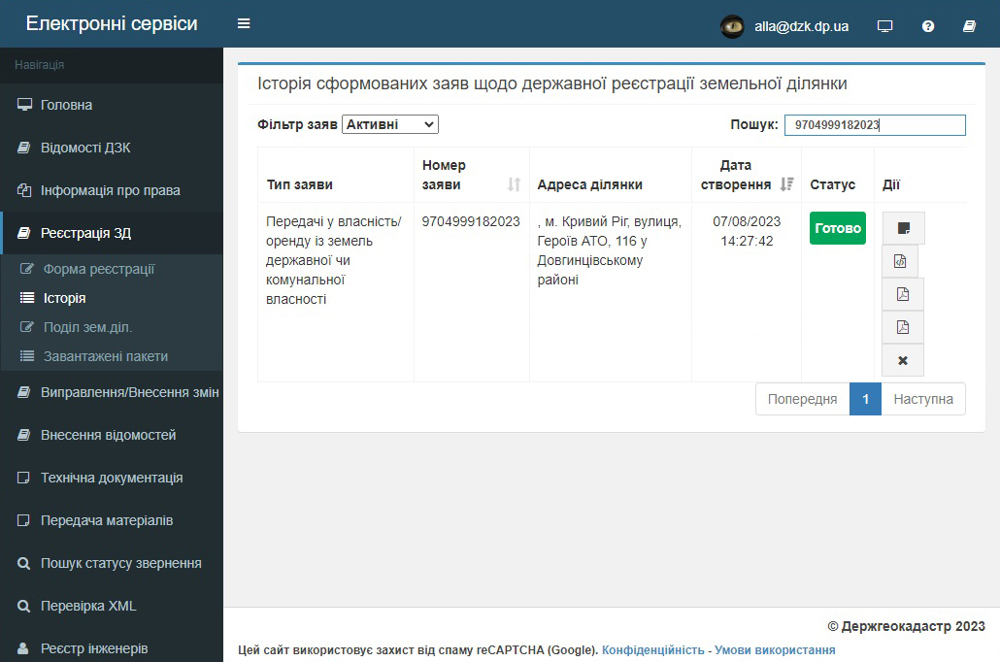 Електронні сервіси
alla@dzk.dp.ua
Навігація
Головна
Відомості ДЗК
Інформація про права
Реєстрація ЗД
Форма реєстрації
Історія
Поділ зем.діл.
Завантажені пакети
Виправлення/Внесення змін
Внесення відомостей
Технічна документація
Передача матеріалів
Пошук статусу звернення
Перевірка XML
Реєстр інженерів
Історія сформованих заяв щодо державної реєстрації земельної ділянки
Фільтр заяв Активні
Пошук: 9704999182023
Тип заяви
Номер
заяви
Адреса ділянки
Дата
створення
Статус
Дії
Передачі у власність/
оренду із земель
державної чи
комунальної
власності
9704999182023
, м. Кривий Ріг, вулиця,
Героїв АТО, 116 у
Довгинцівському
районі
07/08/2023
14:27:42
Готово
Попередня 1 Наступна
© Держгеокадастр 2023
Цей сайт використовує захист від спаму reCAPTCHA (Google). Конфіденційність - Умови використання